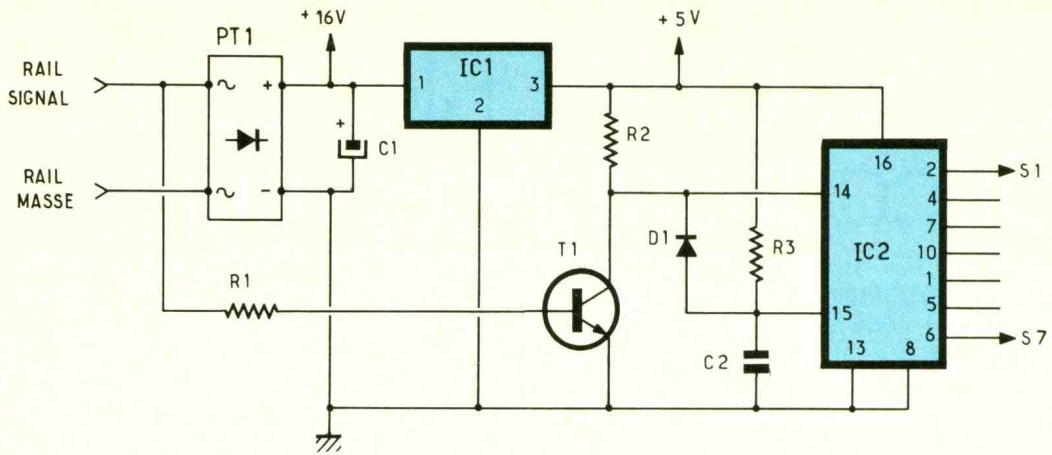 + 16V
+ 5V
PT1
RAIL
SIGNAL
~ +
IC1
1 3
2
+
C1
R2
RAIL
MASSE
~ -
16
2 S1
14
4
7
D1
R3
IC2
10
T1
1
R1
15
5
6 S7
C2
13 8